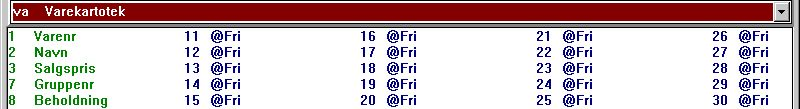 va Varekartotek
1 Varenr 11 @Fri 16 @Fri 21 @Fri 26 @Fri
2 Navn 12 @Fri 17 @Fri 22 @Fri 27 @Fri
3 Salgspris 13 @Fri 18 @Fri 23 @Fri 28 @Fri
7 Gruppenr 14 @Fri 19 @Fri 24 @Fri 29 @Fri
8 Beholdning 15 @Fri 20 @Fri 25 @Fri 30 @Fri